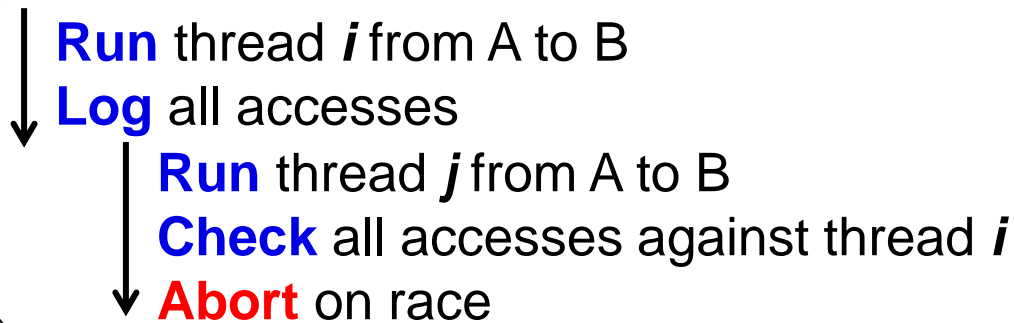 Run thread i from A to B
Log all accesses
Run thread j from A to B
Check all accesses against thread i
Abort on race